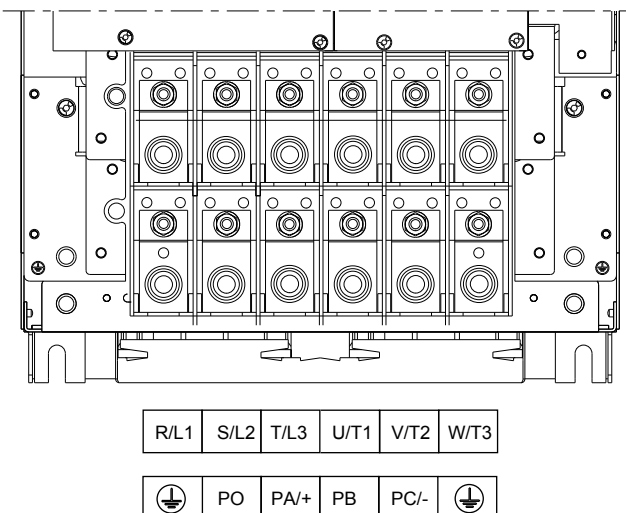 R/L1 S/L2 T/L3 U/T1 V/T2 W/T3
PO PA/+ PB PC/-